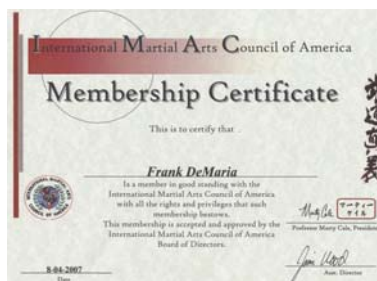 International Martial Arts Council of America
Membership Certificate
This is to certify that
Frank DeMaria
Is a member in good standing with the
International Martial Arts Council of America
with all the rights and privileges that such
membership bestows.
This membership is accepted and approved by the
International Martial Arts Council of America
Board of Directors.
マーティー
ケイル
Professor Marty Cale, President
8-04-2007
Date
Jim Wood
Asst. Director